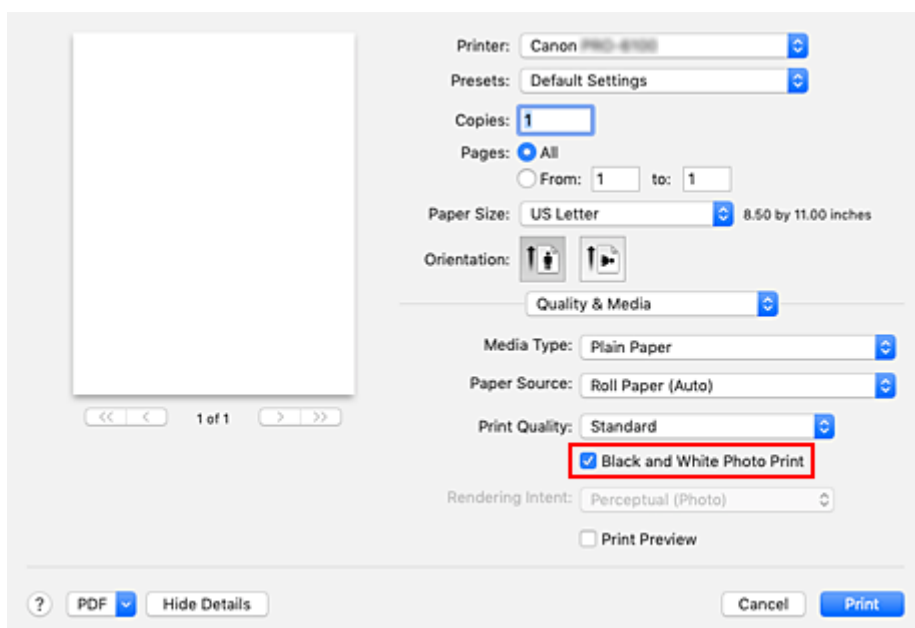 Printer: Canon
Presets: Default Settings
Copies: 1
Pages: All
From: 1 to: 1
Paper Size: US Letter 8.50 by 11.00 inches
Orientation:
Quality & Media
Media Type: Plain Paper
Paper Source: Roll Paper (Auto)
<< < 1 of 1 > >>
Print Quality: Standard
Black and White Photo Print
Rendering Intent: Perceptual (Photo)
Print Preview
? PDF Hide Details Cancel Print